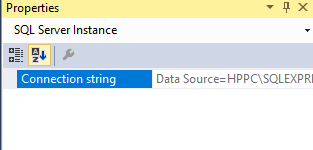 Properties
SQL Server Instance
Connection string Data Source=HPPC\SQLEXPR